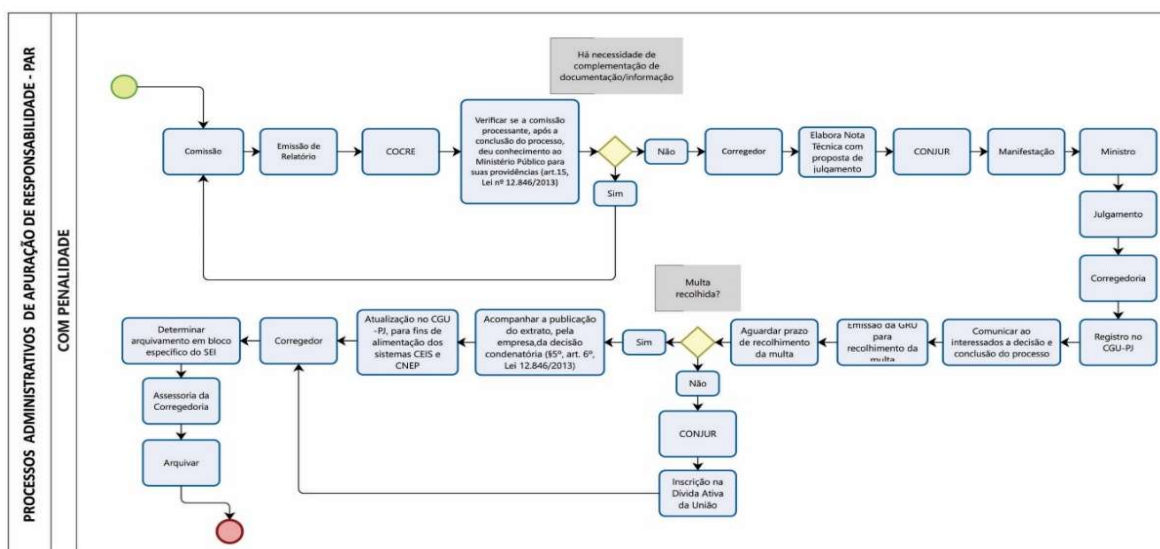 PROCESSOS ADMINISTRATIVOS DE APURAÇÃO DE RESPONSABILIDADE - PAR
COM PENALIDADE
Há necessidade de
complementação de
documentação/informação
Comissão
Emissão de
Relatório
COCRE
Verificar se a comissão
processante, após a
conclusão do processo,
deu conhecimento ao
Ministério Público para
suas providências (art.15,
Lei nº 12.846/2013)
Não
Sim
Corregedor
Elabora Nota
Técnica com
proposta de
julgamento
CONJUR
Manifestação
Ministro
Julgamento
Corregedoria
Registro no
CGU-PJ
Comunicar ao
interessados a decisão e
conclusão do processo
Emissão da GRU para
recolhimento da
multa
Aguardar prazo
de recolhimento
da multa
Multa
recolhida?
Sim
Não
CONJUR
Inscrição na
Divida Ativa
da União
Acompanhar a publicação
do extrato, pela
empresa,da decisão
condenatória (§5º, art. 6º,
Lei 12.846/2013)
Atualização no CGU
-PJ, para fins de
alimentação dos
sistemas CEIS e
CNEP
Corregedor
Determinar
arquivamento em bloco
específico do SEI
Assessoria da
Corregedoria
Arquivar